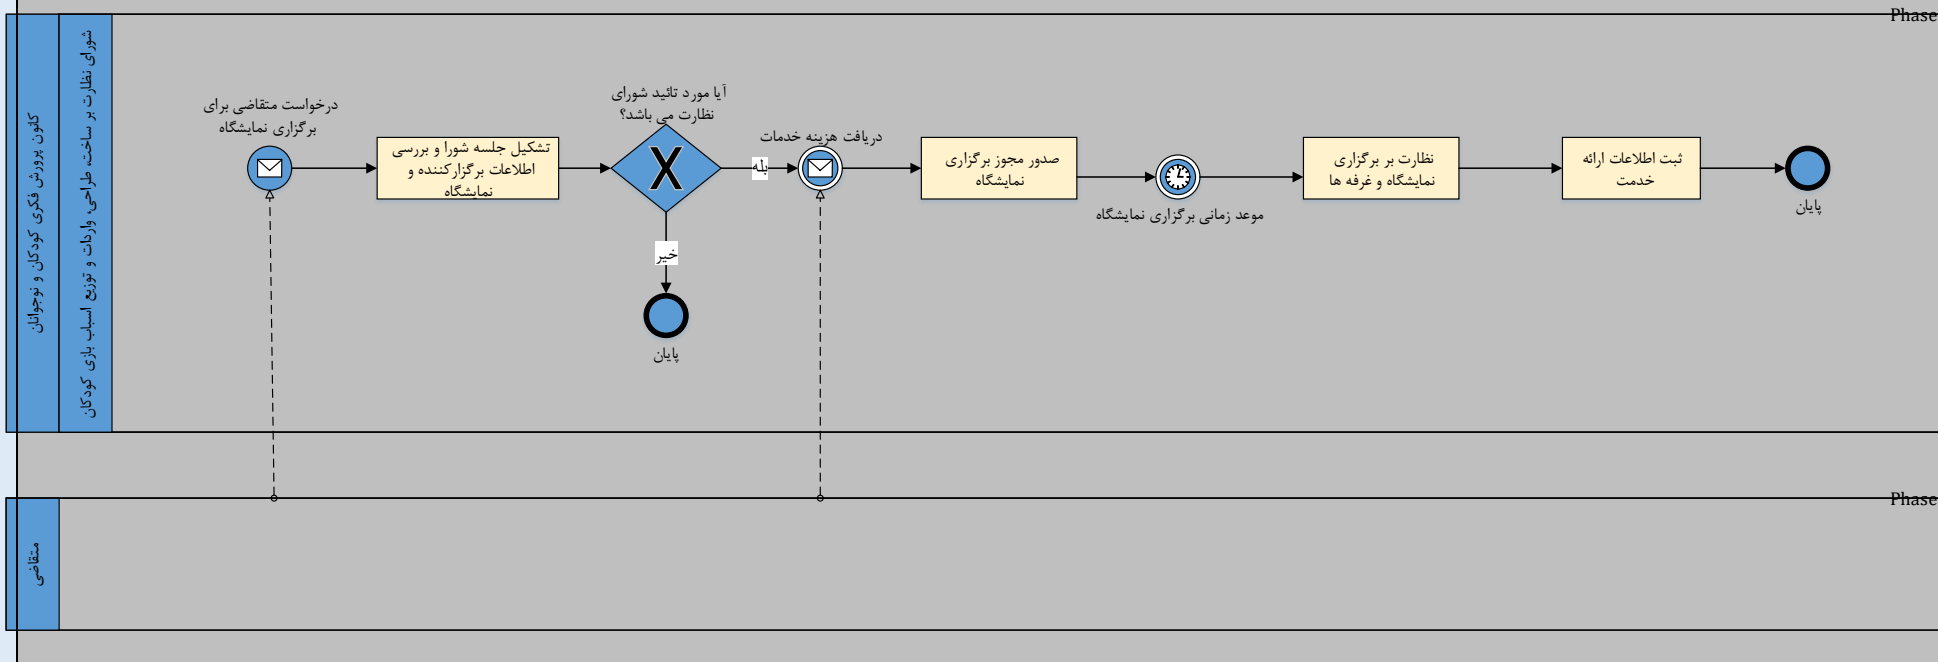 Phase
کانون پرورش فکری کودکان و نوجوانان
شورای نظارت بر ساخت، طراحی، واردات و توزیع اسباب بازی کودکان
درخواست متقاضی برای
برگزاری نمایشگاه
تشکیل جلسه شورا و بررسی
اطلاعات برگزارکننده و
نمایشگاه
آیا مورد تائید شورای
نظارت می باشد؟
بله
خیر
پایان
دریافت هزینه خدمات
صدور مجوز برگزاری
نمایشگاه
موعد زمانی برگزاری نمایشگاه
نظارت بر برگزاری
نمایشگاه و غرفه ها
ثبت اطلاعات ارائه
خدمت
پایان
Phase
متقاضی